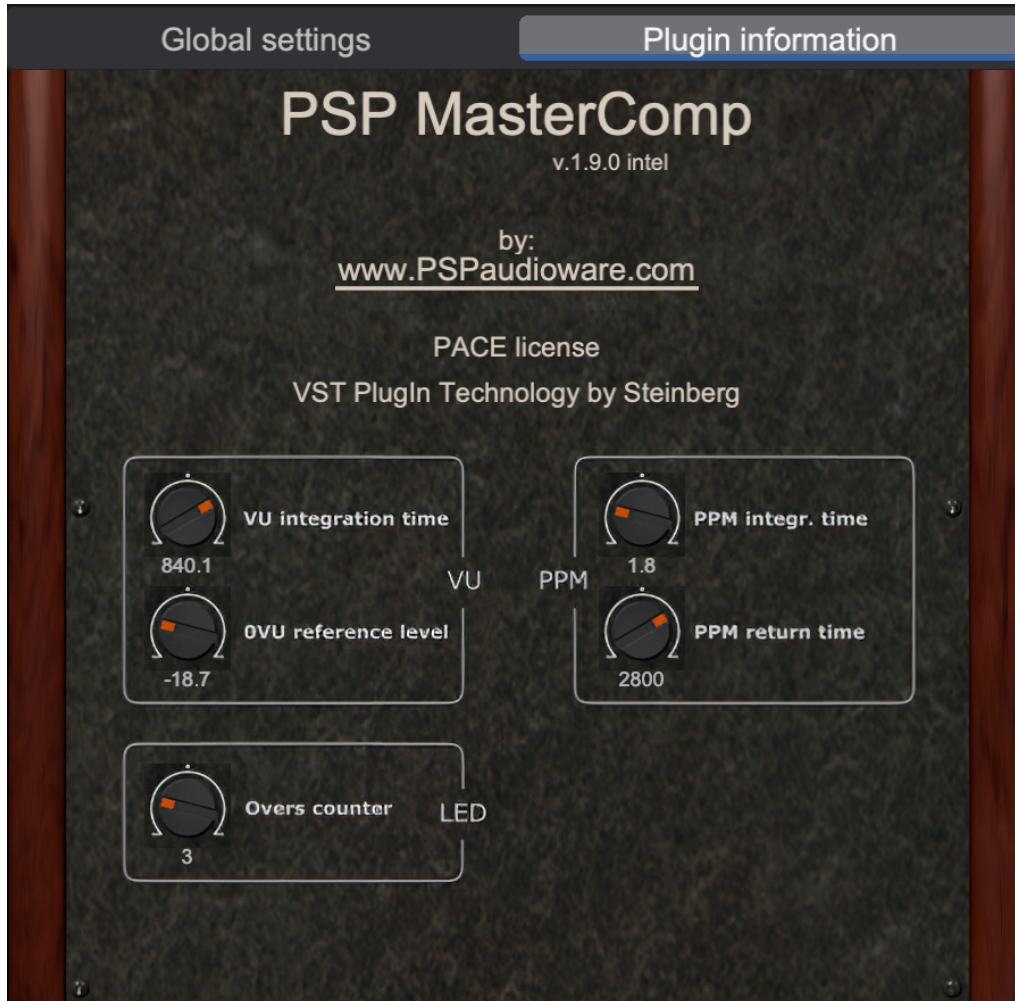 Global settings
Plugin information
PSP MasterComp
v.1.9.0 intel
by:
www.PSPaudioware.com
PACE license
VST PlugIn Technology by Steinberg
VU integration time
840.1
0VU reference level
-18.7
VU
PPM
PPM integr. time
1.8
PPM return time
2800
Overs counter
3
LED